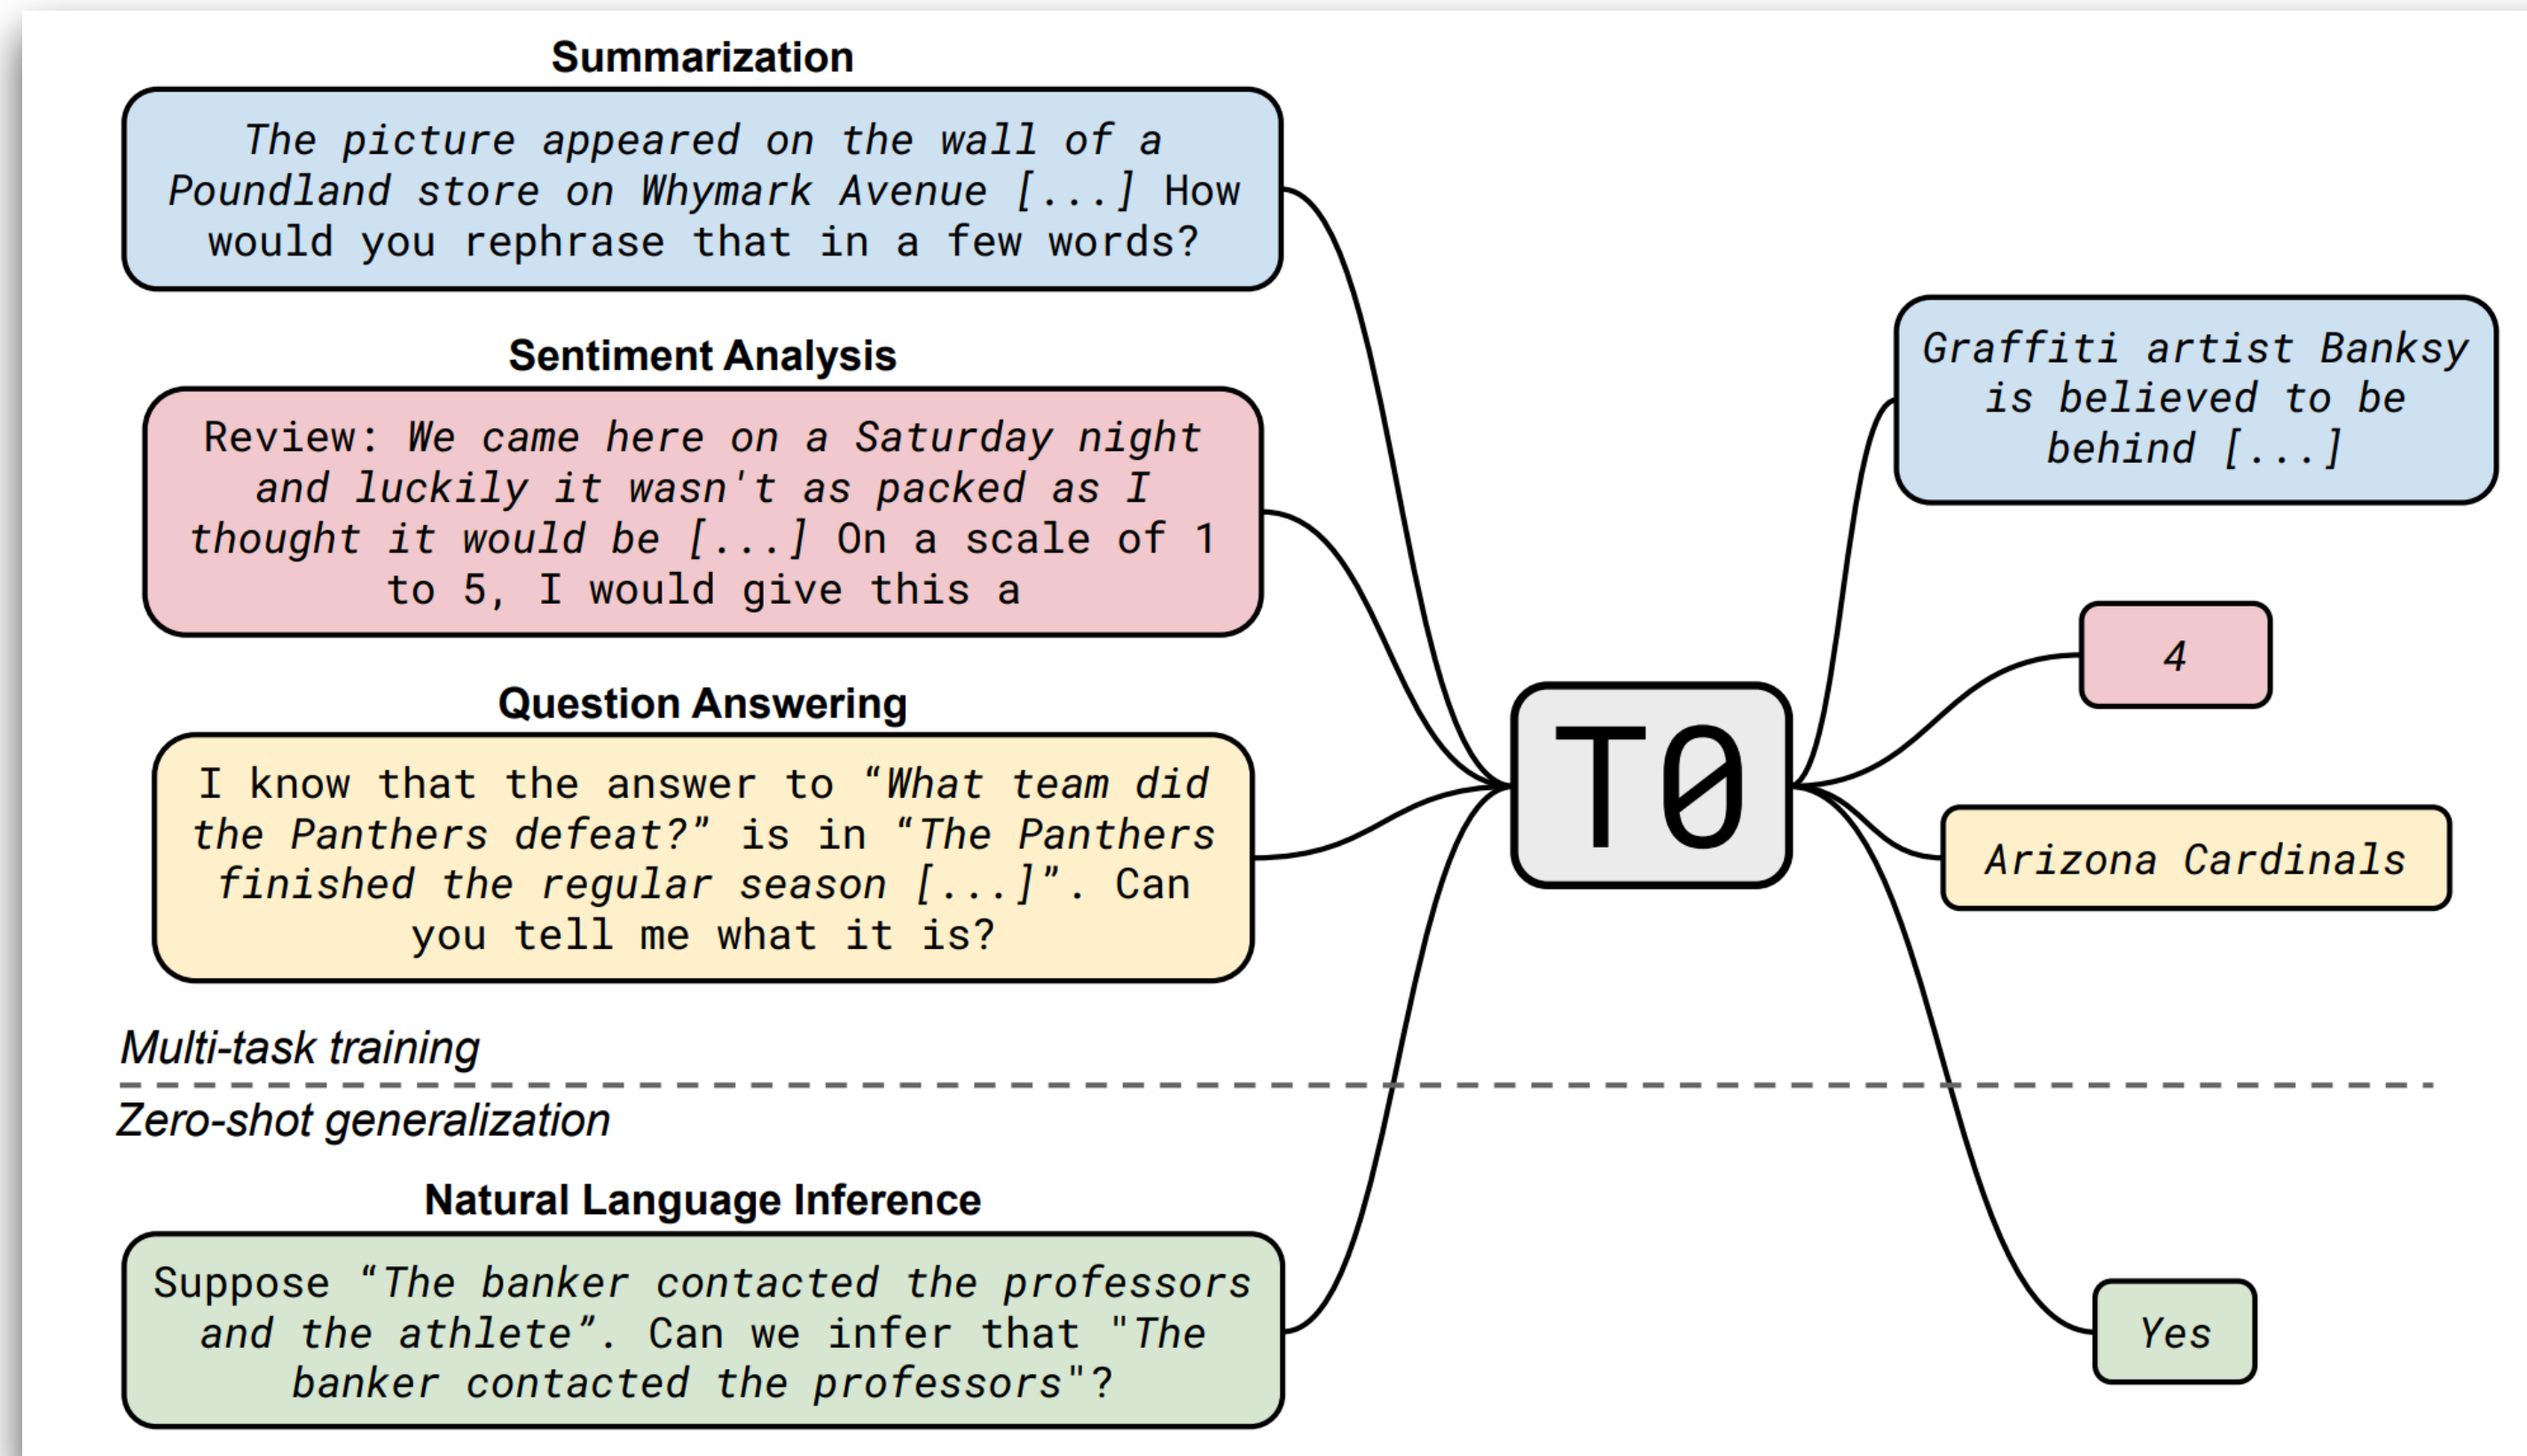 Summarization
The picture appeared on the wall of a
Poundland store on Whymark Avenue [...] How
would you rephrase that in a few words?
Sentiment Analysis
Review: We came here on a Saturday night
and luckily it wasn't as packed as I
thought it would be [...] On a scale of 1
to 5, I would give this a
Question Answering
I know that the answer to “What team did
the Panthers defeat?” is in “The Panthers
finished the regular season [...]”. Can
you tell me what it is?
Multi-task training
Zero-shot generalization
Natural Language Inference
Suppose “The banker contacted the professors
and the athlete”. Can we infer that "The
banker contacted the professors"?
T0
Graffiti artist Banksy
is believed to be
behind [...]
4
Arizona Cardinals
Yes